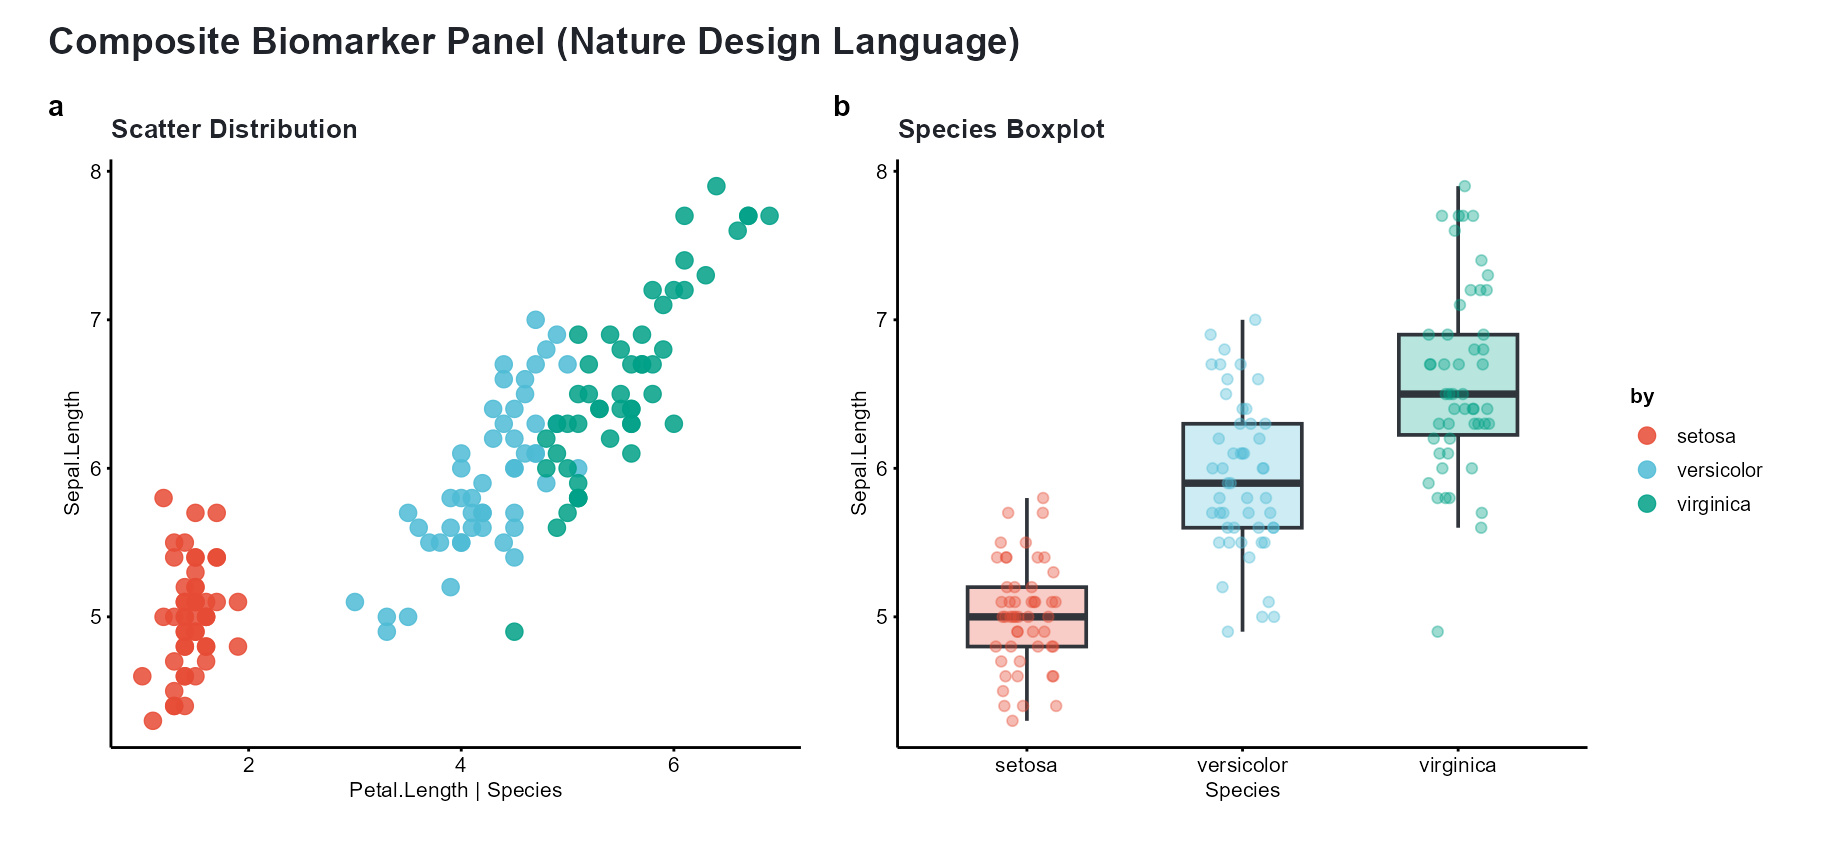 Composite Biomarker Panel (Nature Design Language)
a
Scatter Distribution
8
7
6
5
Sepal.Length
2 4 6
Petal.Length | Species
b
Species Boxplot
8
7
6
5
Sepal.Length
setosa versicolor virginica
Species
by
setosa
versicolor
virginica